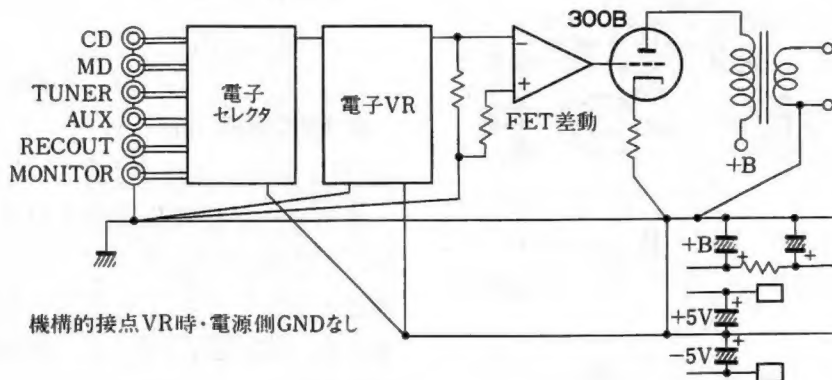 300B
CD
MD
TUNER
AUX
RECOUT
MONITOR
電子
セレクタ
電子VR
−
+
FET差動
+B
+B
+
+
+5V
+
−5V
+
機構的接点VR時・電源側GNDなし